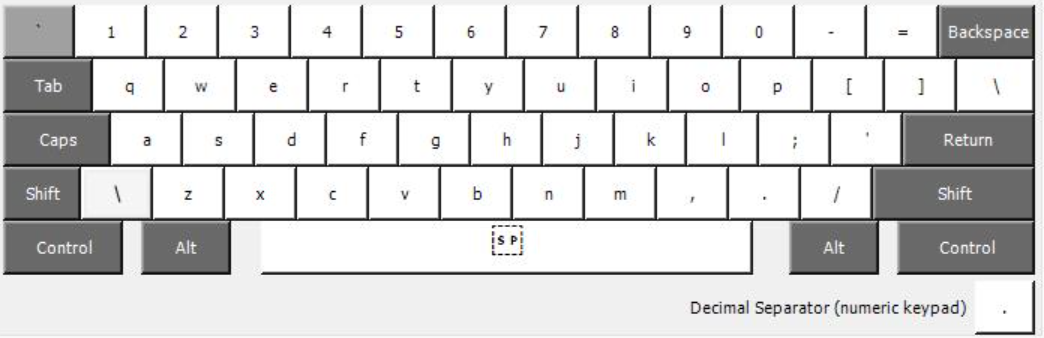 ` 1 2 3 4 5 6 7 8 9 0 - = Backspace
Tab q w e r t y u i o p [ ] \
Caps a s d f g h j k l ; ' Return
Shift \ z x c v b n m , . / Shift
Control Alt SP Alt Control
Decimal Separator (numeric keypad) .